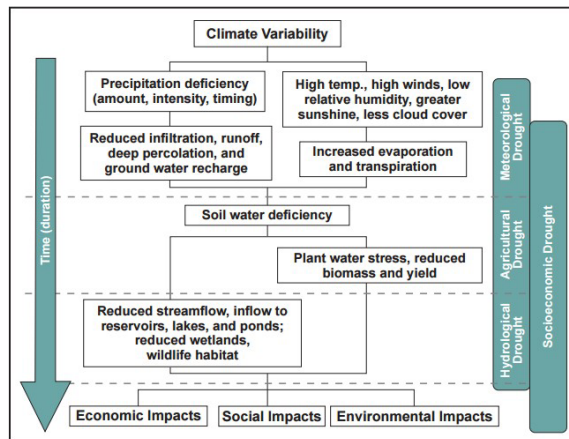 Climate Variability
Precipitation deficiency
(amount, intensity, timing)
High temp., high winds, low
relative humidity, greater
sunshine, less cloud cover
Reduced infiltration, runoff,
deep percolation, and
ground water recharge
Increased evaporation
and transpiration
Soil water deficiency
Plant water stress, reduced
biomass and yield
Reduced streamflow, inflow to
reservoirs, lakes, and ponds;
reduced wetlands,
wildlife habitat
Economic Impacts
Social Impacts
Environmental Impacts
Time (duration)
Meteorological
Drought
Agricultural
Drought
Hydrological
Drought
Socioeconomic Drought